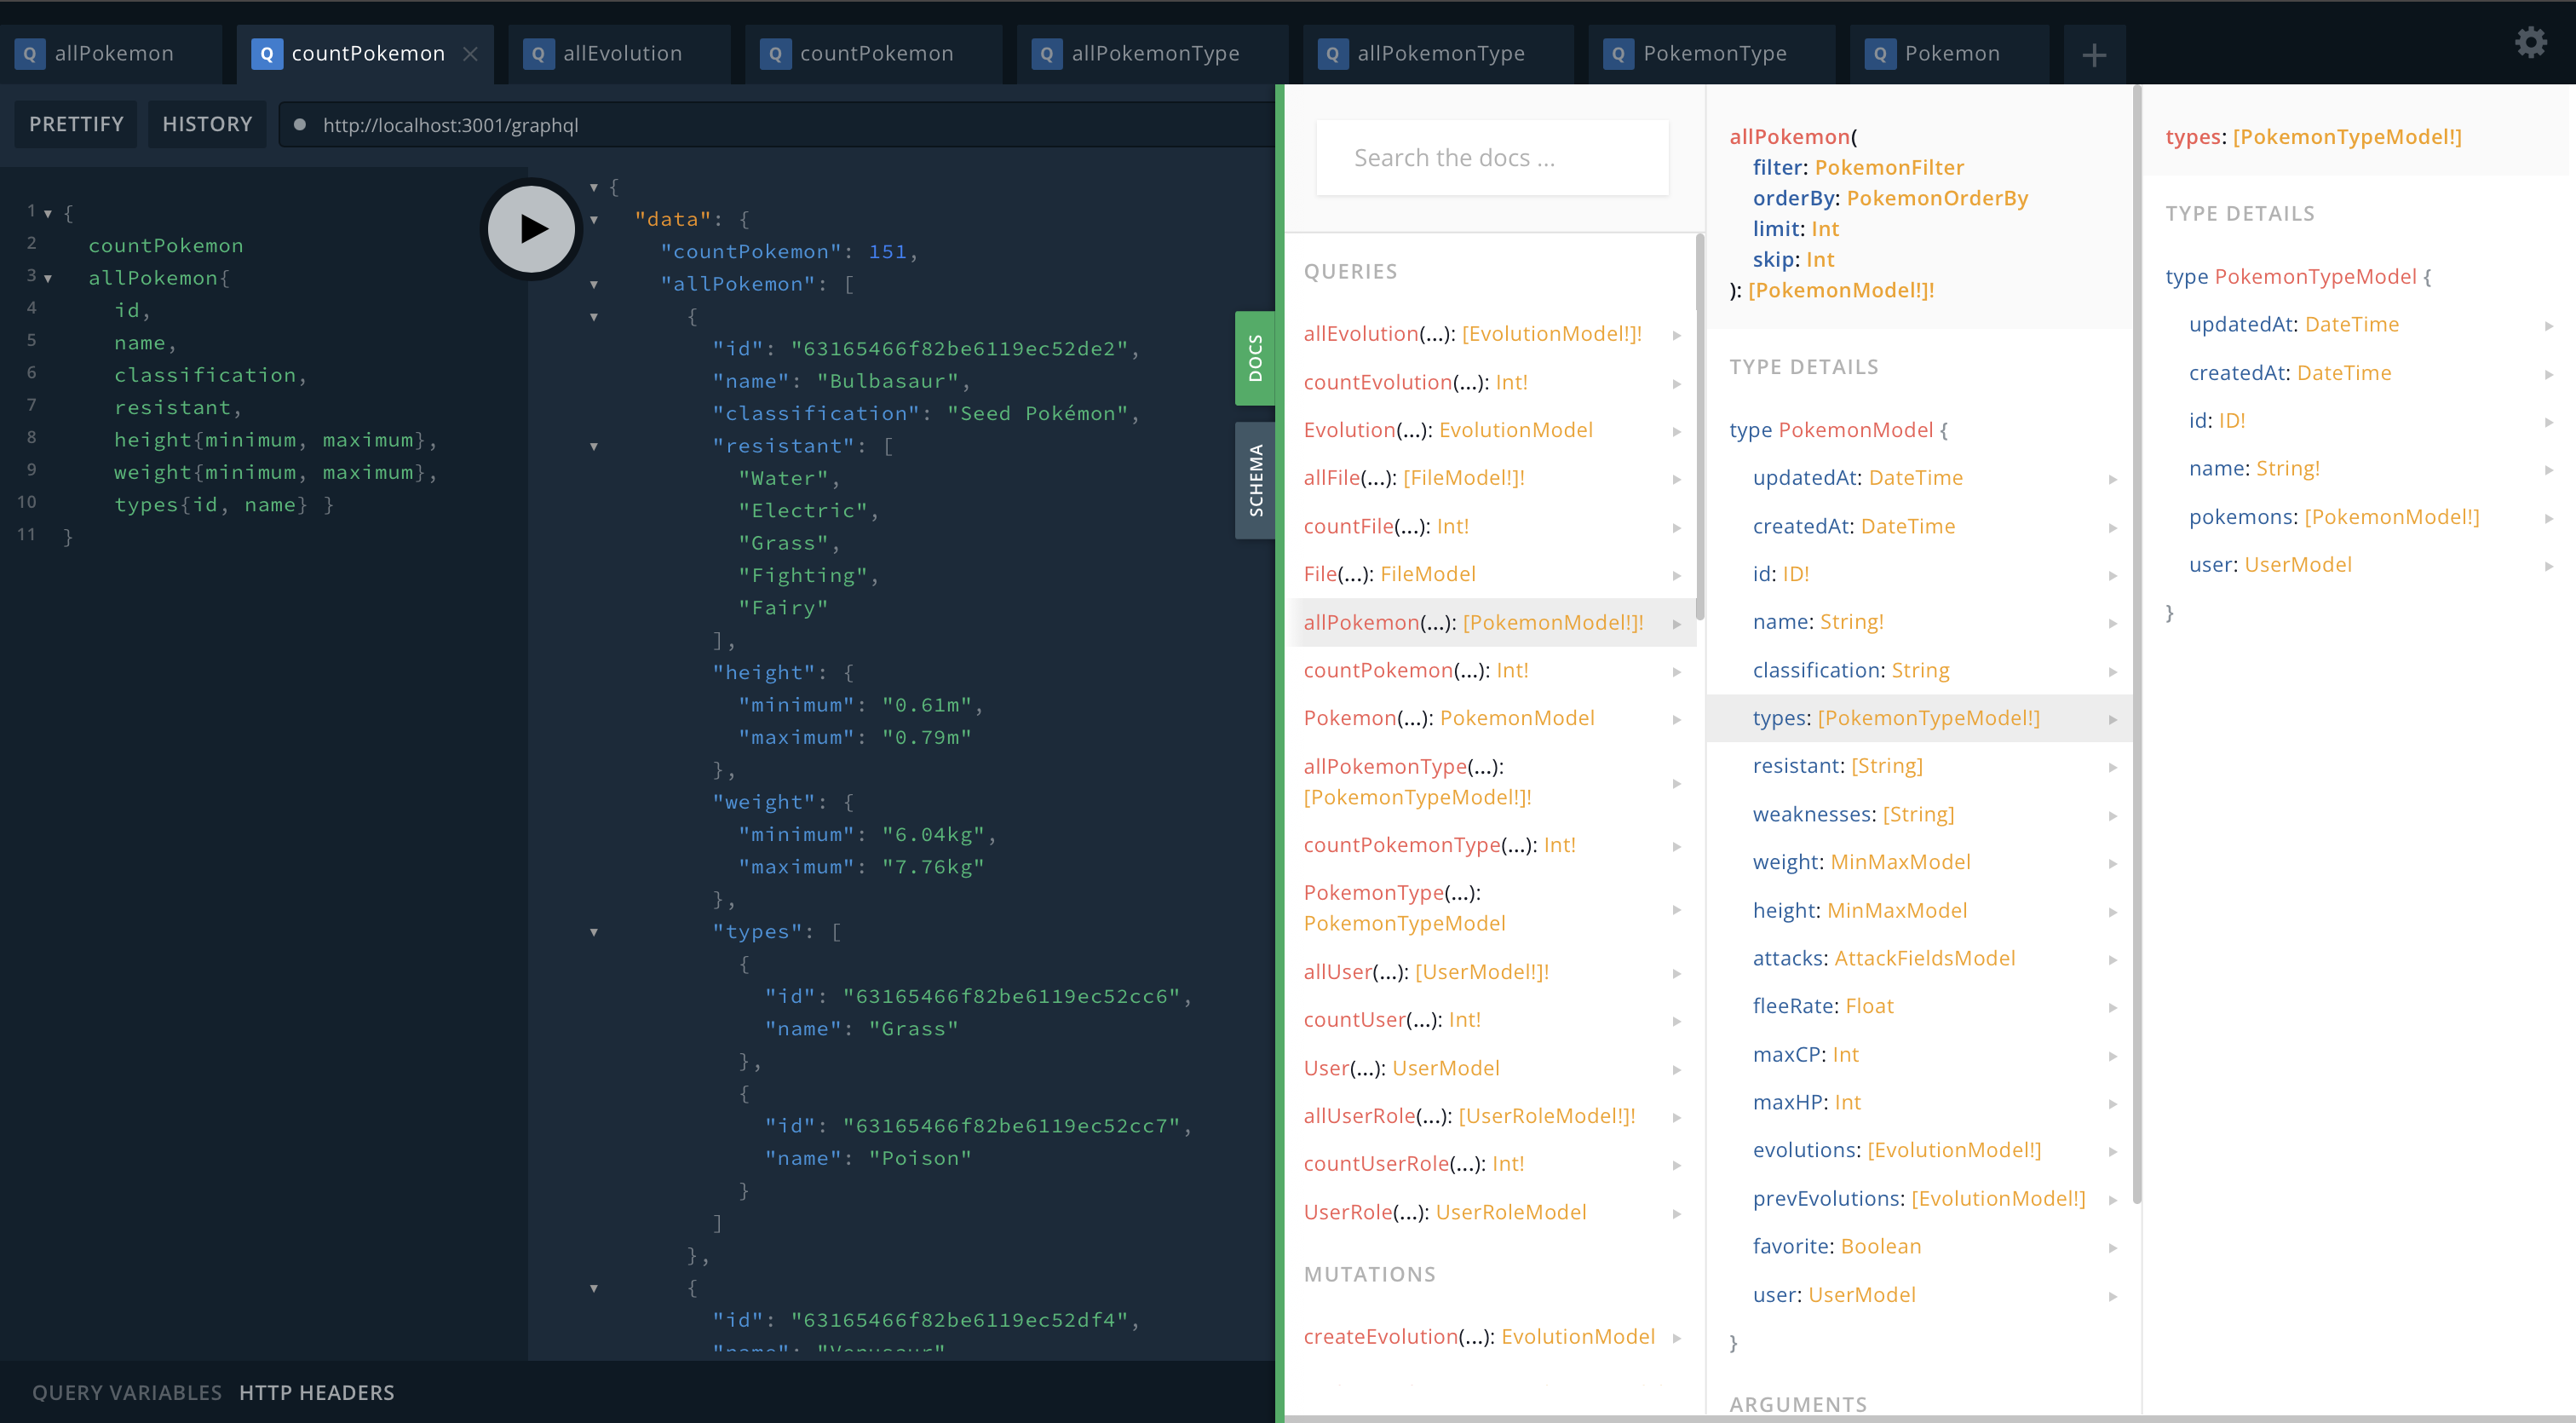 Q allPokemon
Q countPokemon ×
Q allEvolution
Q countPokemon
Q allPokemonType
Q allPokemonType
Q PokemonType
Q Pokemon
+
PRETTIFY
HISTORY
http://localhost:3001/graphql
1 {
2 countPokemon
3 allPokemon{
4 id,
5 name,
6 classification,
7 resistant,
8 height{minimum, maximum},
9 weight{minimum, maximum},
10 types{id, name} }
11 }
{
"data": {
"countPokemon": 151,
"allPokemon": [
{
"id": "63165466f82be6119ec52de2",
"name": "Bulbasaur",
"classification": "Seed Pokémon",
"resistant": [
"Water",
"Electric",
"Grass",
"Fighting",
"Fairy"
],
"height": {
"minimum": "0.61m",
"maximum": "0.79m"
},
"weight": {
"minimum": "6.04kg",
"maximum": "7.76kg"
},
"types": [
{
"id": "63165466f82be6119ec52cc6",
"name": "Grass"
},
{
"id": "63165466f82be6119ec52cc7",
"name": "Poison"
}
]
},
{
"id": "63165466f82be6119ec52df4",
"name": "Venusaur"
DOCS
SCHEMA
Search the docs ...
QUERIES
allEvolution(...): [EvolutionModel!]!
countEvolution(...): Int!
Evolution(...): EvolutionModel
allFile(...): [FileModel!]!
countFile(...): Int!
File(...): FileModel
allPokemon(...): [PokemonModel!]!
countPokemon(...): Int!
Pokemon(...): PokemonModel
allPokemonType(...):
[PokemonTypeModel!]!
countPokemonType(...): Int!
PokemonType(...):
PokemonTypeModel
allUser(...): [UserModel!]!
countUser(...): Int!
User(...): UserModel
allUserRole(...): [UserRoleModel!]!
countUserRole(...): Int!
UserRole(...): UserRoleModel
MUTATIONS
createEvolution(...): EvolutionModel
allPokemon(
filter: PokemonFilter
orderBy: PokemonOrderBy
limit: Int
skip: Int
): [PokemonModel!]!
TYPE DETAILS
type PokemonModel {
updatedAt: DateTime
createdAt: DateTime
id: ID!
name: String!
classification: String
types: [PokemonTypeModel!]
resistant: [String]
weaknesses: [String]
weight: MinMaxModel
height: MinMaxModel
attacks: AttackFieldsModel
fleeRate: Float
maxCP: Int
maxHP: Int
evolutions: [EvolutionModel!]
prevEvolutions: [EvolutionModel!]
favorite: Boolean
user: UserModel
}
ARGUMENTS
types: [PokemonTypeModel!]
TYPE DETAILS
type PokemonTypeModel {
updatedAt: DateTime
createdAt: DateTime
id: ID!
name: String!
pokemons: [PokemonModel!]
user: UserModel
}
QUERY VARIABLES HTTP HEADERS